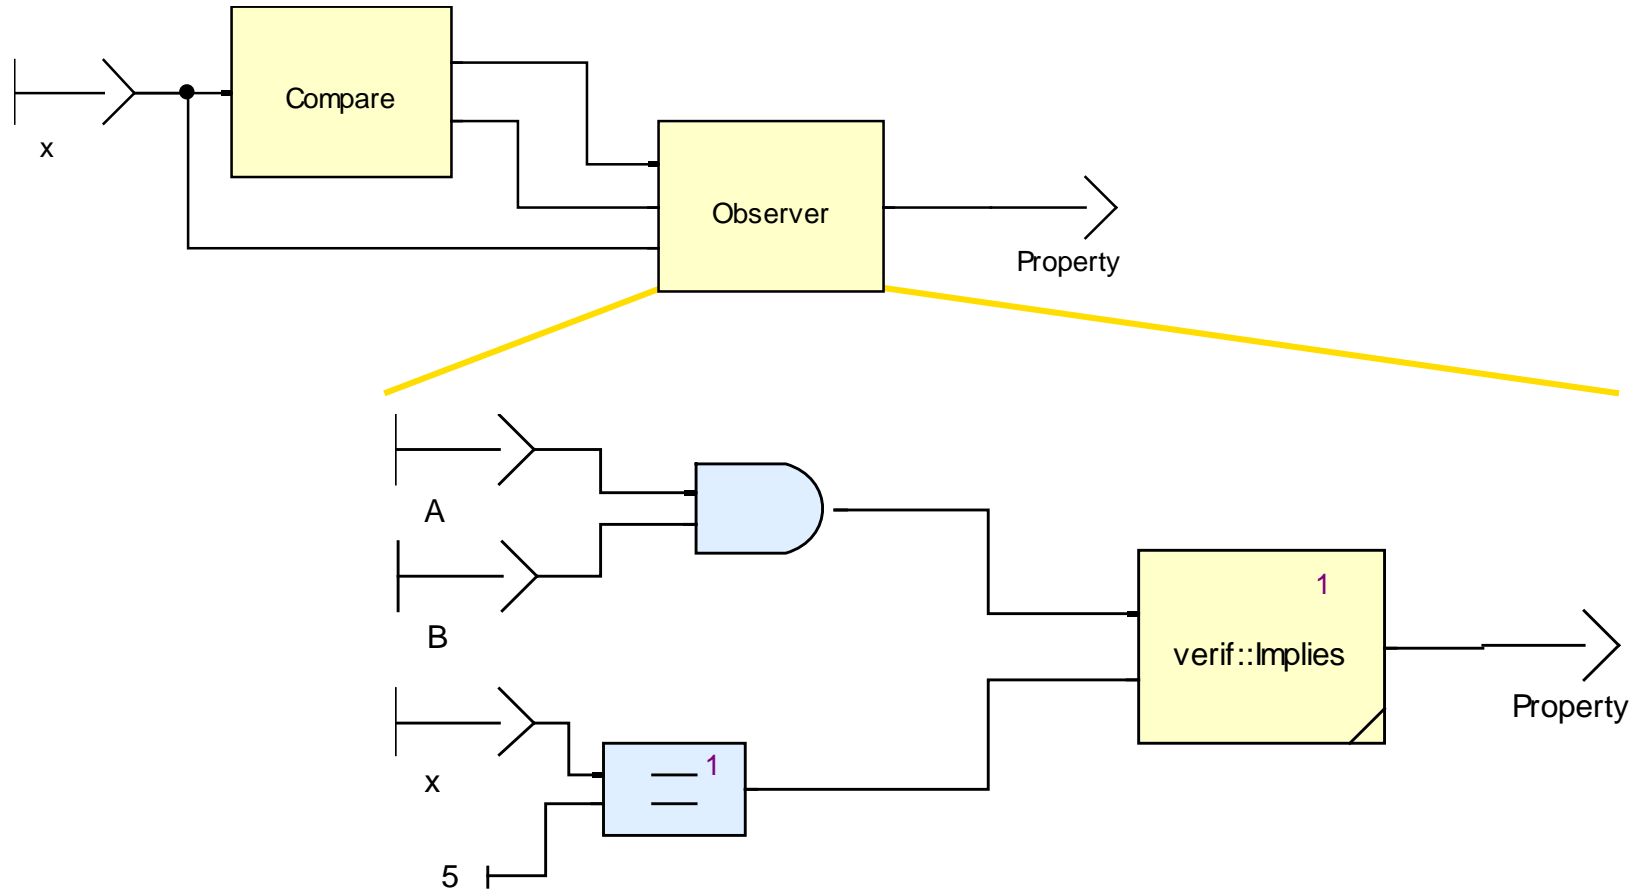 Compare
x
Observer
Property
A
B
1
verif::Implies
Property
x
1
5